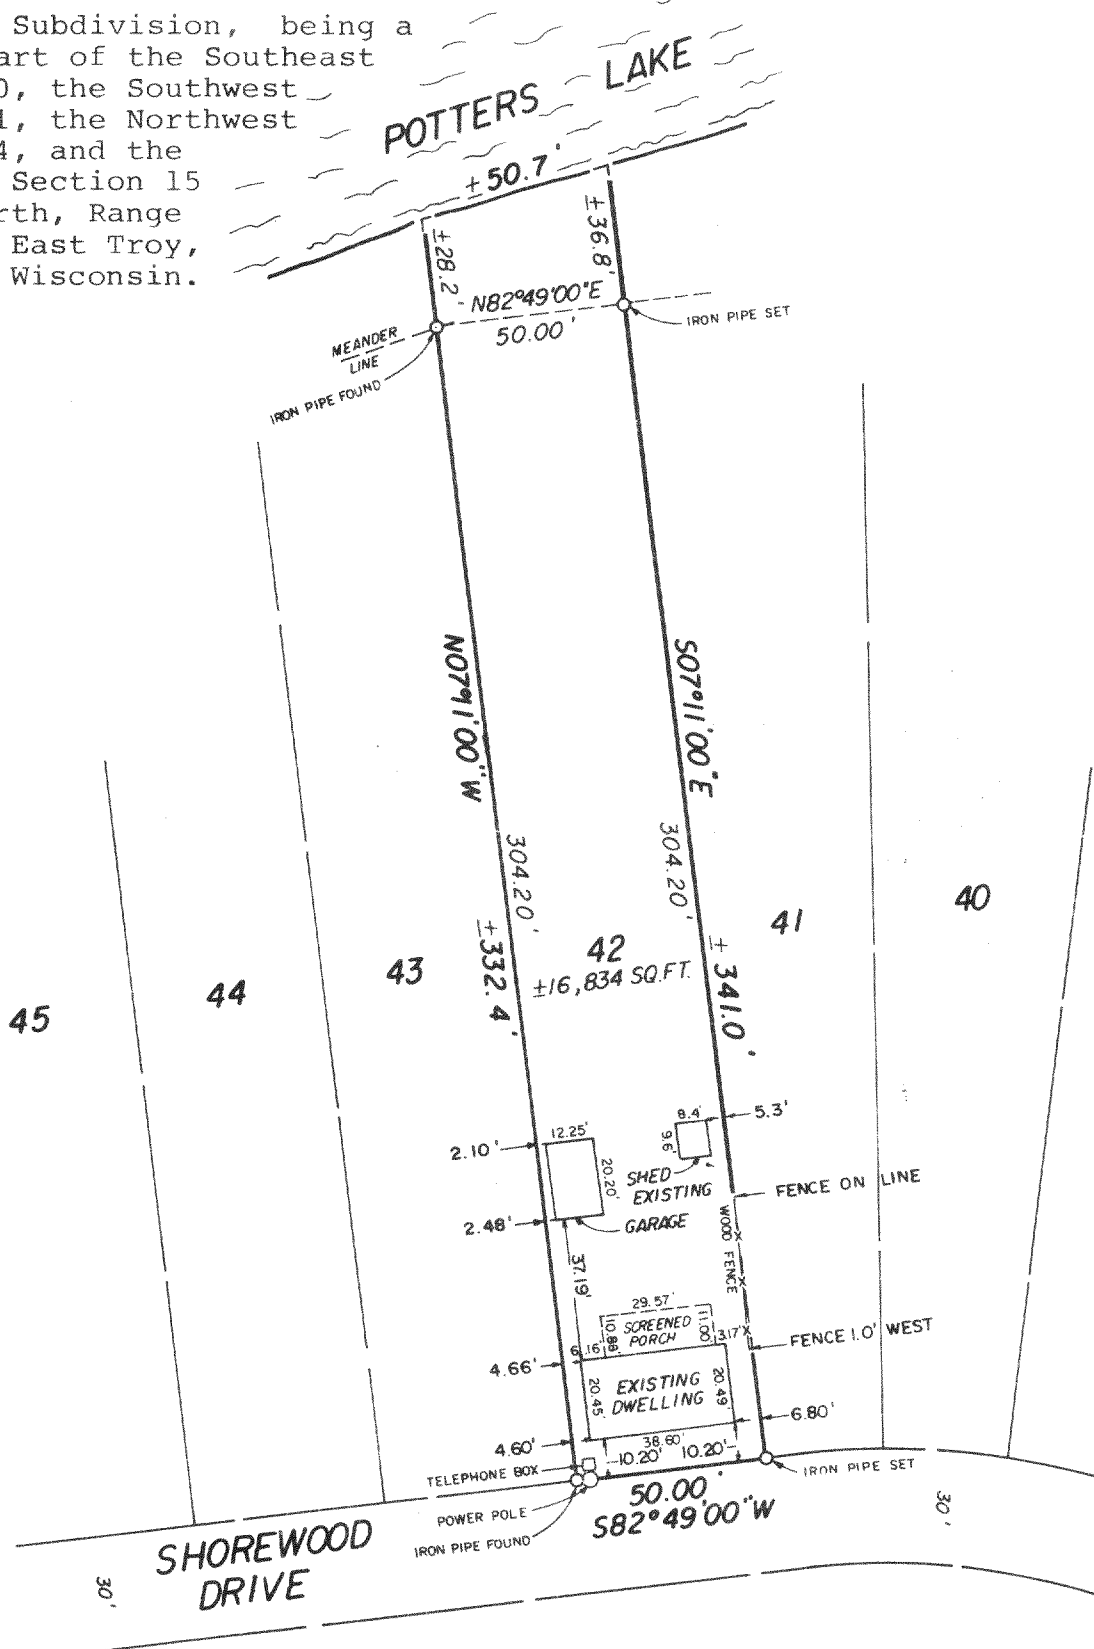 Subdivision, being a
art of the Southeast
0, the Southwest
1, the Northwest
4, and the
Section 15
rth, Range
East Troy,
Wisconsin.
POTTERS LAKE
±50.7'
±28.2'
±36.8'
N82°49'00"E
50.00'
IRON PIPE SET
MEANDER
LINE
IRON PIPE FOUND
N07°11'00"W
S07°11'00"E
304.20'
304.20'
±332.4'
±341.0'
45
44
43
42
±16,834 SQ.FT.
41
40
2.10'
12.25'
20.20'
8.4'
9.6'
5.3'
SHED
EXISTING
GARAGE
2.48'
FENCE ON LINE
WOOD FENCE
37.19'
29.57'
10.88'
SCREENED
PORCH
11.00'
3.17'
FENCE 1.0' WEST
6.16'
4.66'
20.45'
EXISTING
DWELLING
20.49
6.80'
4.60'
38.60'
10.20' 10.20'
TELEPHONE BOX
POWER POLE
IRON PIPE FOUND
IRON PIPE SET
50.00'
S82°49'00"W
SHOREWOOD
DRIVE
30'
30'